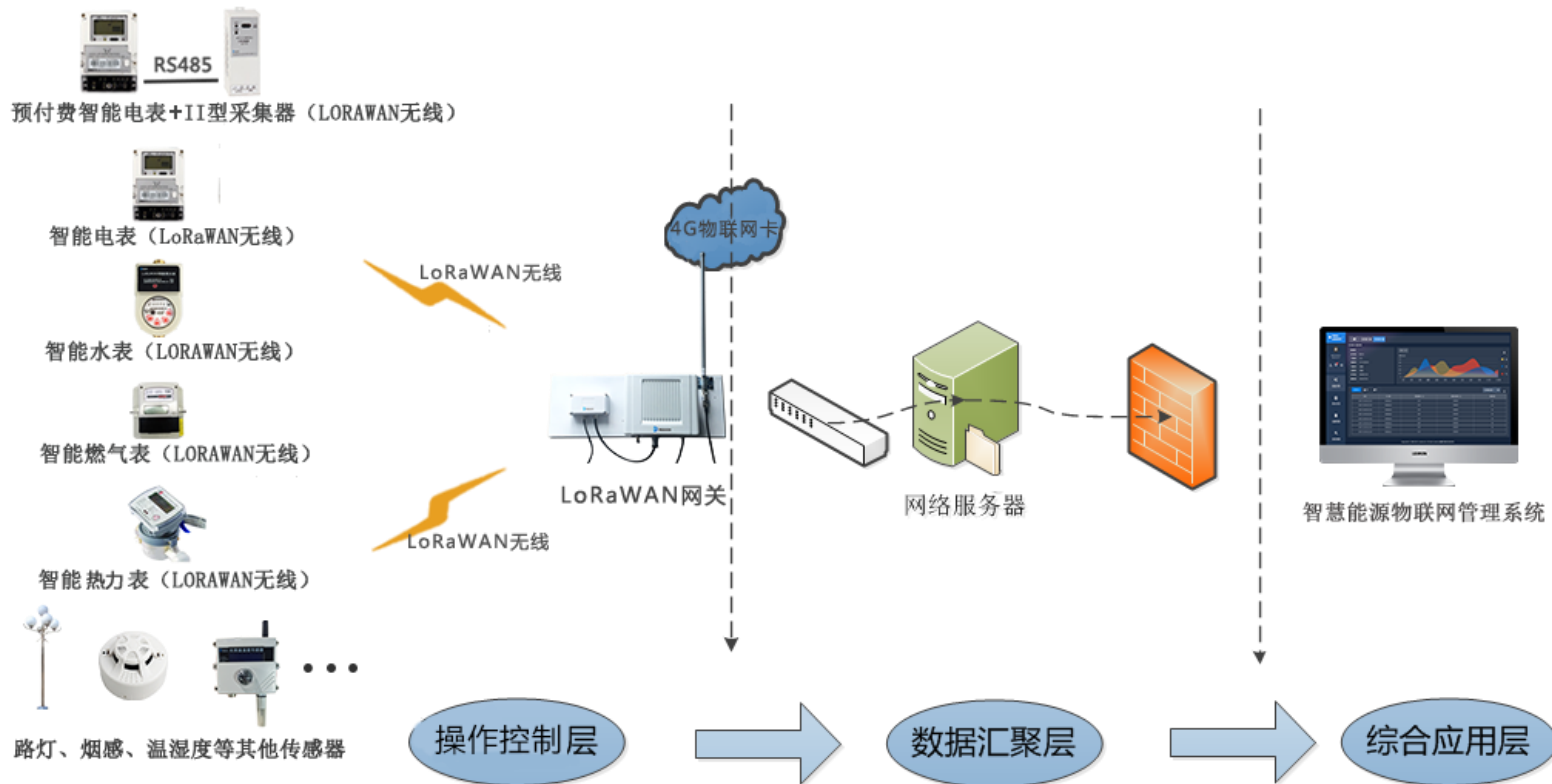 RS485
预付费智能电表+II型采集器（LORAWAN无线）
智能电表（LoRaWAN无线）
4G物联网卡
LoRaWAN无线
智能水表（LORAWAN无线）
智能燃气表（LORAWAN无线）
LoRaWAN网关
网络服务器
智慧能源物联网管理系统
LoRaWAN无线
智能热力表（LORAWAN无线）
路灯、烟感、温湿度等其他传感器
操作控制层
数据汇聚层
综合应用层